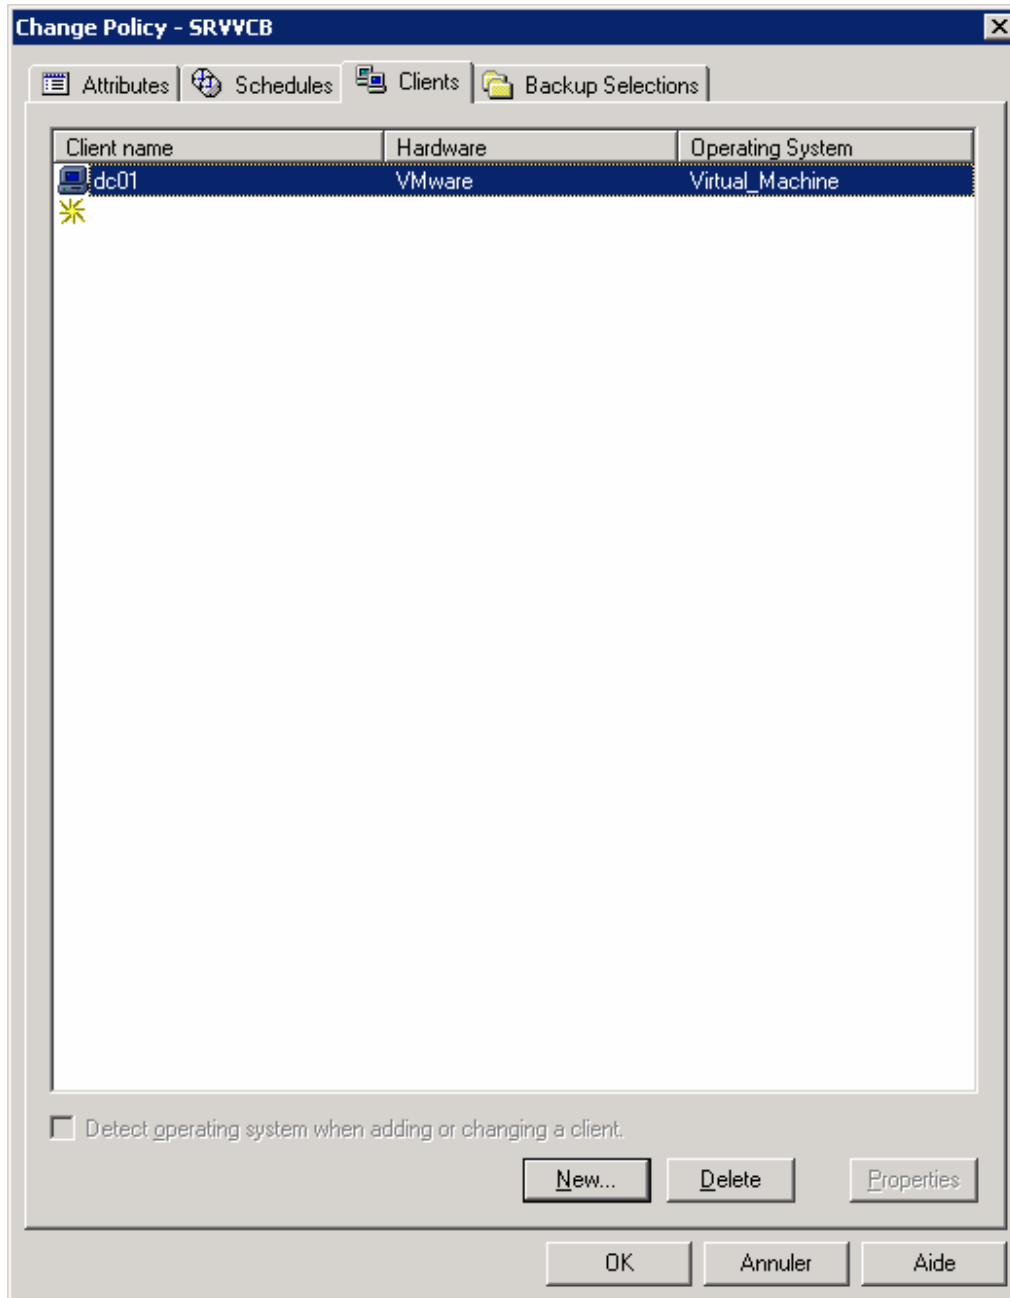 Change Policy - SRVVCB
Attributes Schedules Clients Backup Selections
Client name Hardware Operating System
dc01 VMware Virtual_Machine
Detect operating system when adding or changing a client.
New... Delete Properties
OK Annuler Aide